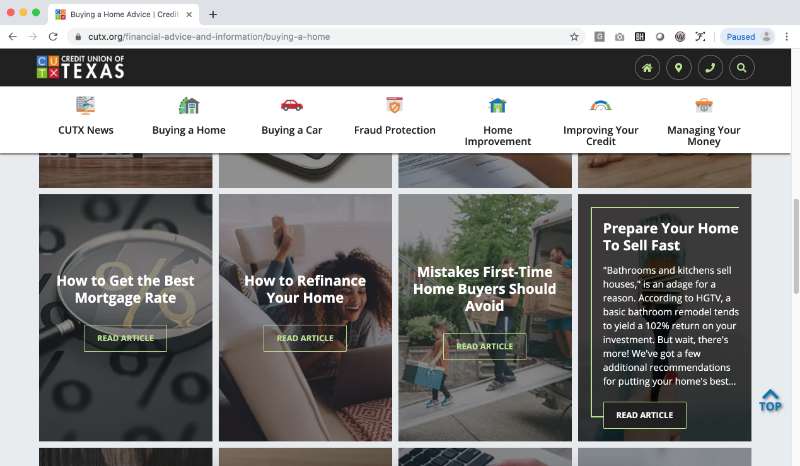 Buying a Home Advice | Credit
cutx.org/financial-advice-and-information/buying-a-home
Paused
CU
TX
CREDIT UNION OF
TEXAS
CUTX News
Buying a Home
Buying a Car
Fraud Protection
Home
Improvement
Improving Your
Credit
Managing Your
Money
How to Get the Best
Mortgage Rate
READ ARTICLE
How to Refinance
Your Home
READ ARTICLE
Mistakes First-Time
Home Buyers Should
Avoid
READ ARTICLE
Prepare Your Home
To Sell Fast
"Bathrooms and kitchens sell
houses," is an adage for a
reason. According to HGTV, a
basic bathroom remodel tends
to yield a 102% return on your
investment. But wait, there's
more! We've got a few
additional recommendations
for putting your home's best...
READ ARTICLE
TOP